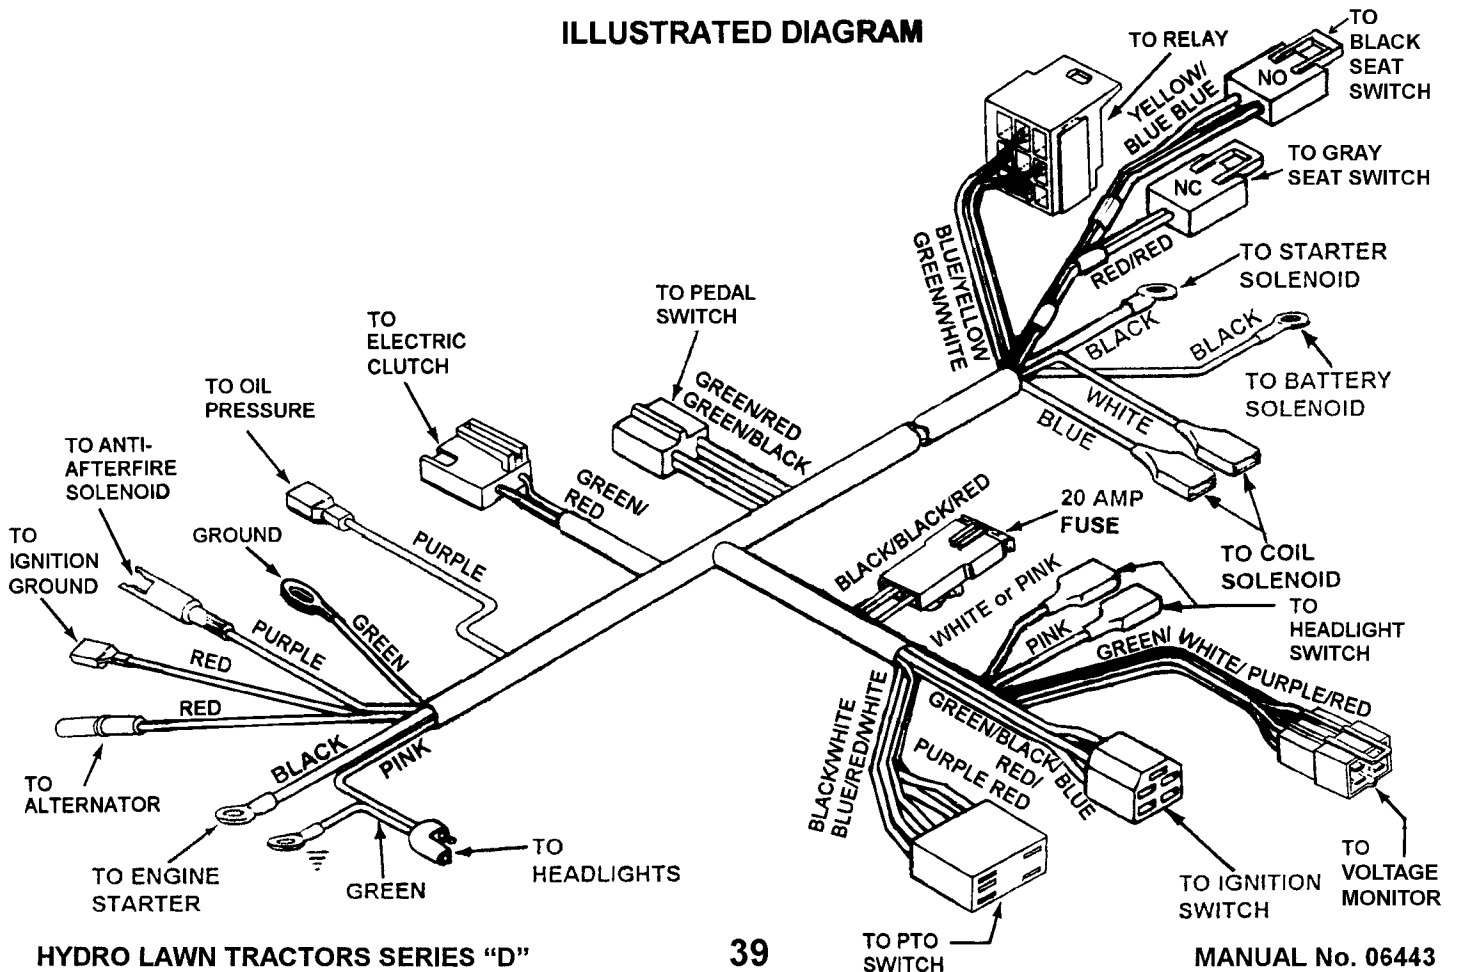 ILLUSTRATED DIAGRAM
TO RELAY
TO
BLACK
SEAT
SWITCH
NO
YELLOW/
BLUE BLUE
TO GRAY
SEAT SWITCH
NC
RED/RED
BLUE/YELLOW
GREEN/WHITE
TO STARTER
SOLENOID
BLACK
BLACK
TO BATTERY
SOLENOID
WHITE
BLUE
TO COIL
SOLENOID
TO PEDAL
SWITCH
GREEN/RED
GREEN/BLACK
TO
ELECTRIC
CLUTCH
GREEN/
RED
TO OIL
PRESSURE
PURPLE
TO ANTI-
AFTERFIRE
SOLENOID
GROUND
TO
IGNITION
GROUND
GREEN
PURPLE
RED
RED
TO
ALTERNATOR
BLACK
PINK
TO ENGINE
STARTER
GREEN
TO
HEADLIGHTS
BLACK/BLACK/RED
20 AMP
FUSE
WHITE or PINK
PINK
TO
HEADLIGHT
SWITCH
GREEN/ WHITE/ PURPLE/RED
BLACK/WHITE
BLUE/RED/WHITE
GREEN/BLACK/BLUE
RED/
PURPLE RED
TO
VOLTAGE
MONITOR
TO IGNITION
SWITCH
TO PTO
SWITCH
HYDRO LAWN TRACTORS SERIES “D”
39
MANUAL No. 06443